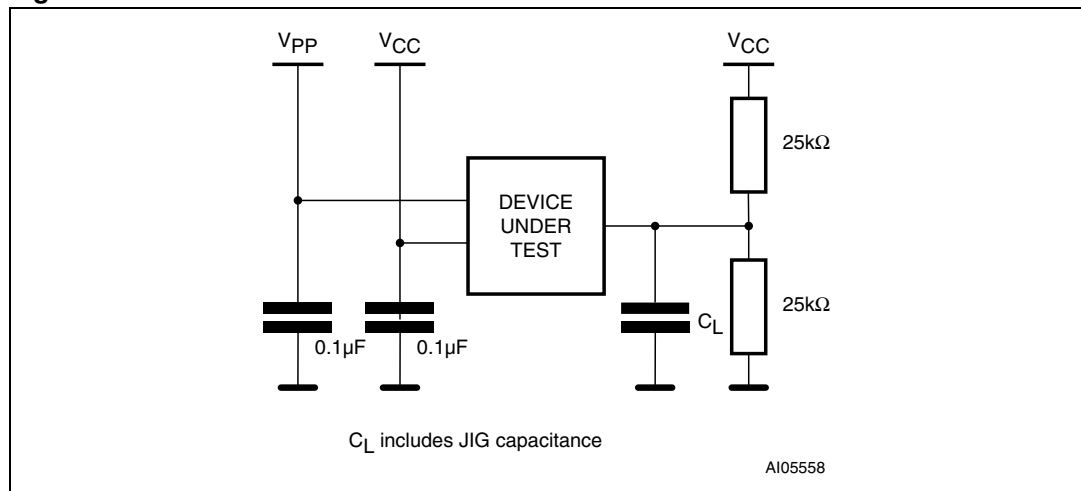 VPP VCC VCC
25kΩ
DEVICE
UNDER
TEST
25kΩ
CL
0.1µF 0.1µF
CL includes JIG capacitance
AI05558